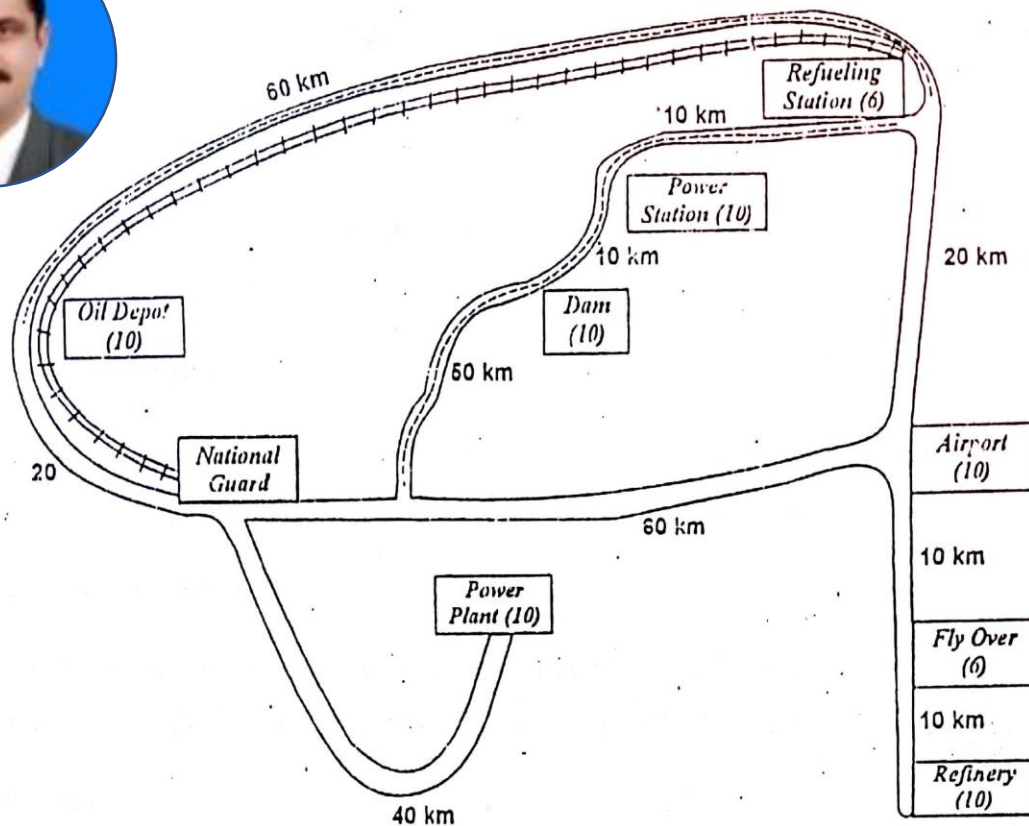 60 km
Refueling
Station (6)
10 km
Power
Station (10)
10 km
20 km
Oil Depot
(10)
Dam
(10)
50 km
20
National
Guard
Airport
(10)
60 km
10 km
Power
Plant (10)
Fly Over
(6)
10 km
Refinery
(10)
40 km